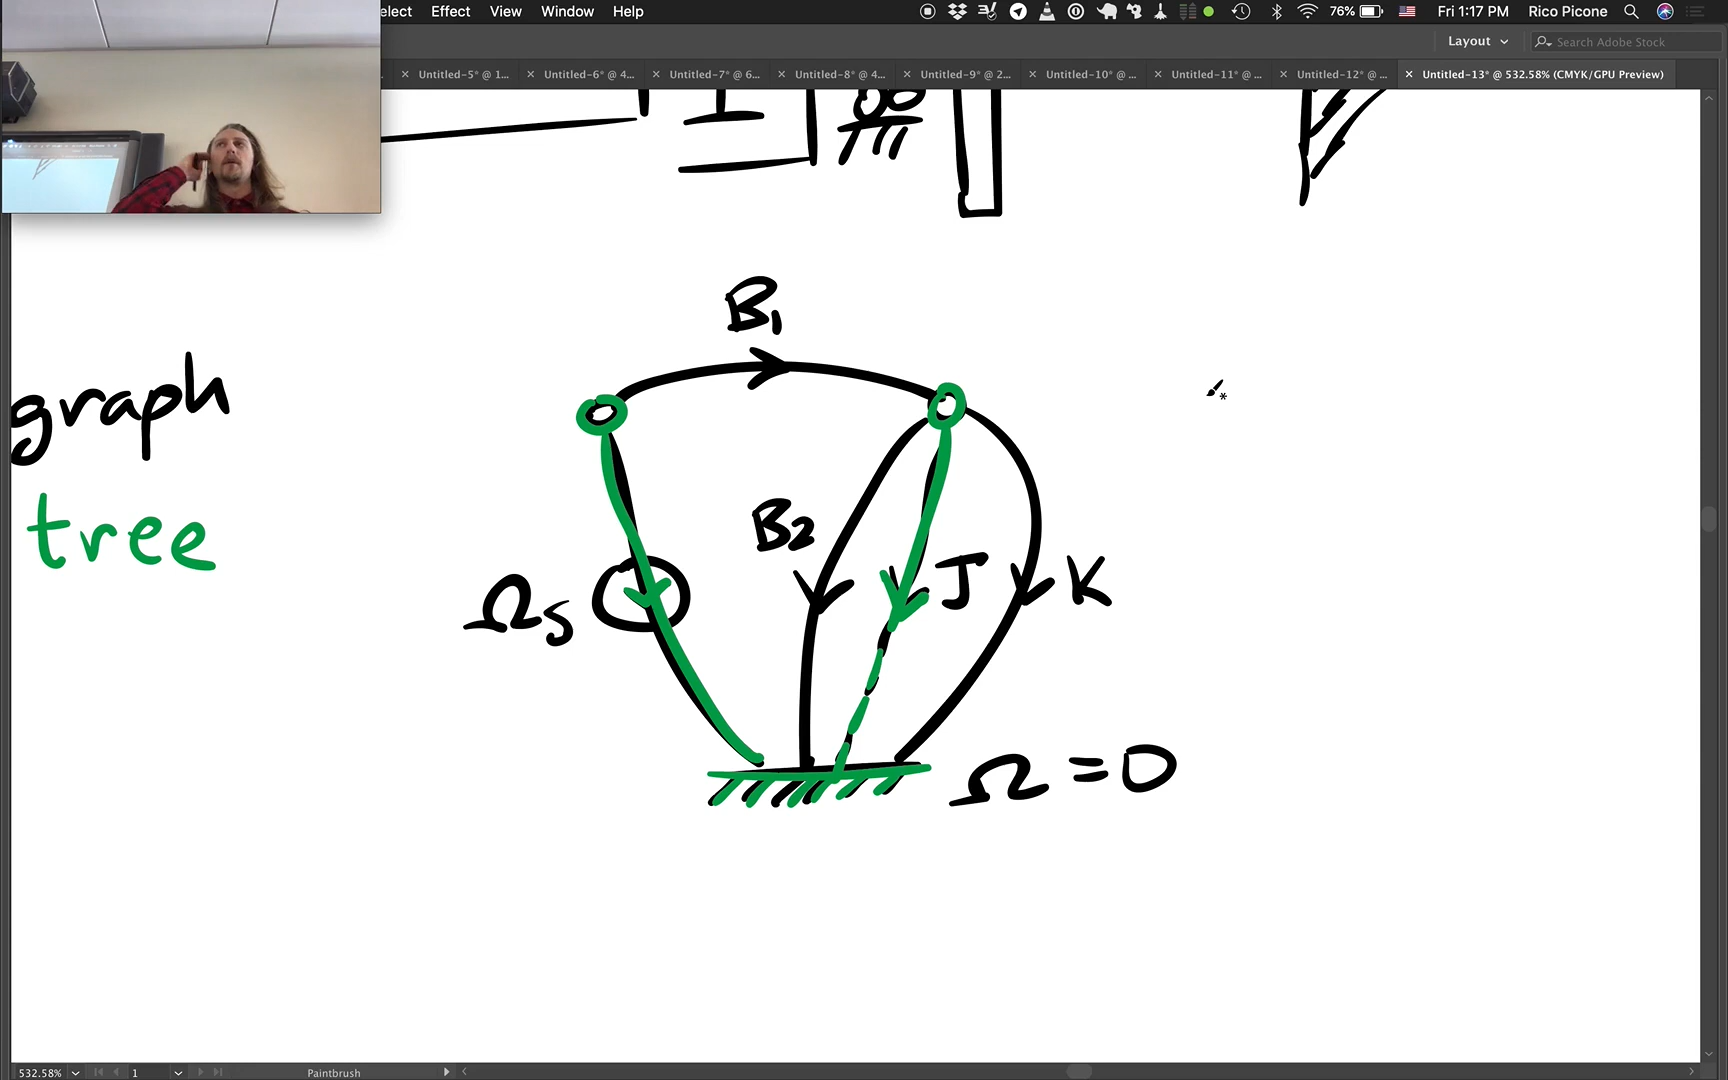 elect Effect View Window Help 76% Fri 1:17 PM Rico Picone
Layout Search Adobe Stock
× Untitled-5* @ 1... × Untitled-6* @ 4... × Untitled-7* @ 6... × Untitled-8* @ 4... × Untitled-9* @ 2... × Untitled-10* @ ... × Untitled-11* @ ... × Untitled-12* @ ... × Untitled-13* @ 532.58% (CMYK/GPU Preview)
B₁
graph
tree
B₂
J
K
Ωs
Ω = 0
532.58% 1 Paintbrush